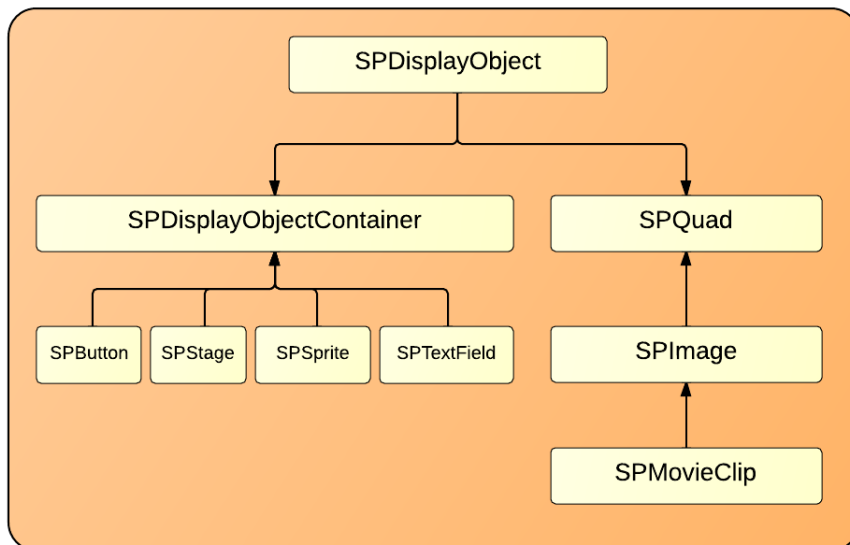 SPDisplayObject
SPDisplayObjectContainer
SPQuad
SPButton
SPStage
SPSprite
SPTextField
SPImage
SPMovieClip